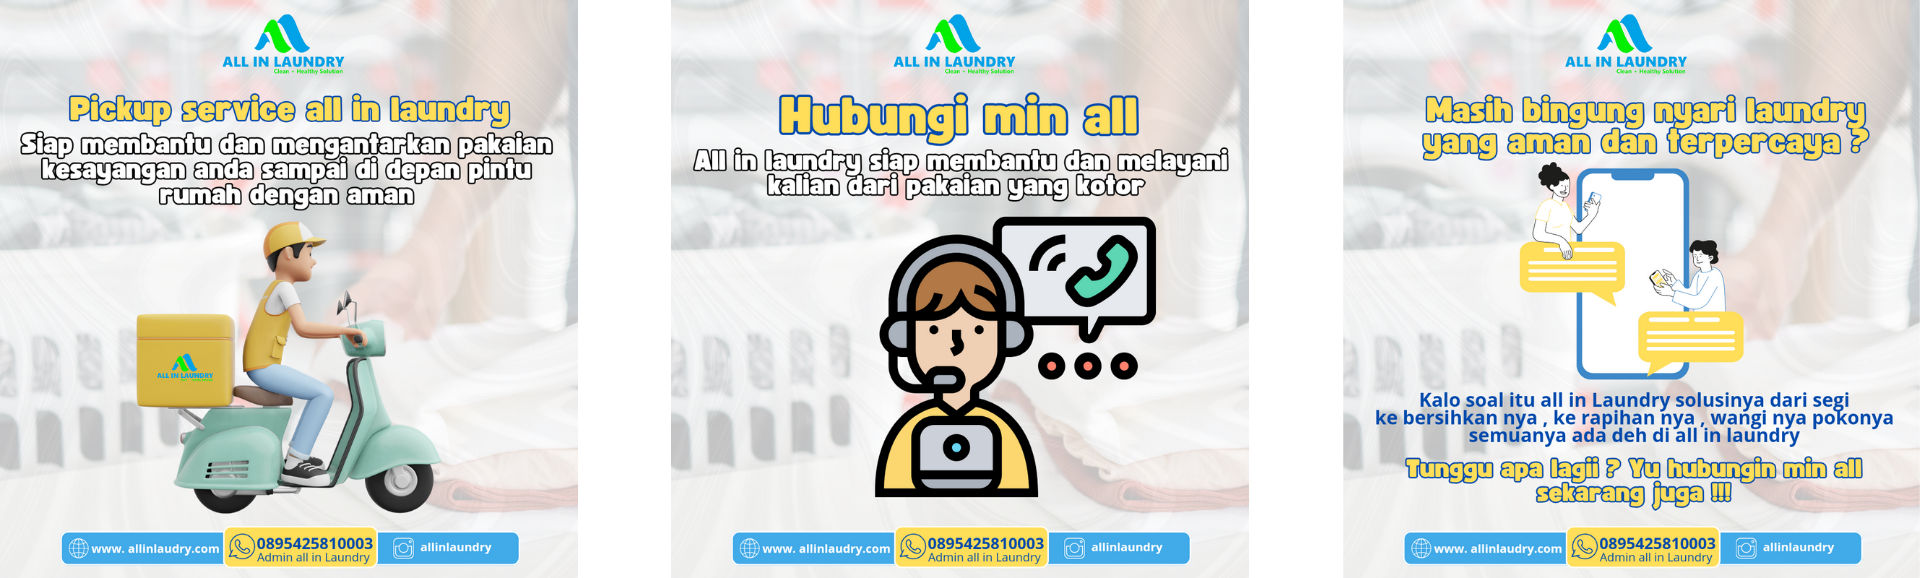 ALL IN LAUNDRY
Clean - Healthy Solution
Pickup service all in laundry
Siap membantu dan mengantarkan pakaian
kesayangan anda sampai di depan pintu
rumah dengan aman
ALL IN LAUNDRY
www. allinlaudry.com
0895425810003
Admin all in Laundry
allinlaundry
ALL IN LAUNDRY
Clean - Healthy Solution
Hubungi min all
All in laundry siap membantu dan melayani
kalian dari pakaian yang kotor
www. allinlaudry.com
0895425810003
Admin all in Laundry
allinlaundry
ALL IN LAUNDRY
Clean - Healthy Solution
Masih bingung nyari laundry
yang aman dan terpercaya ?
Kalo soal itu all in Laundry solusinya dari segi
ke bersihkan nya , ke rapihan nya , wangi nya pokonya
semuanya ada deh di all in laundry
Tunggu apa lagii ? Yu hubungin min all
sekarang juga !!!
www. allinlaudry.com
0895425810003
Admin all in Laundry
allinlaundry